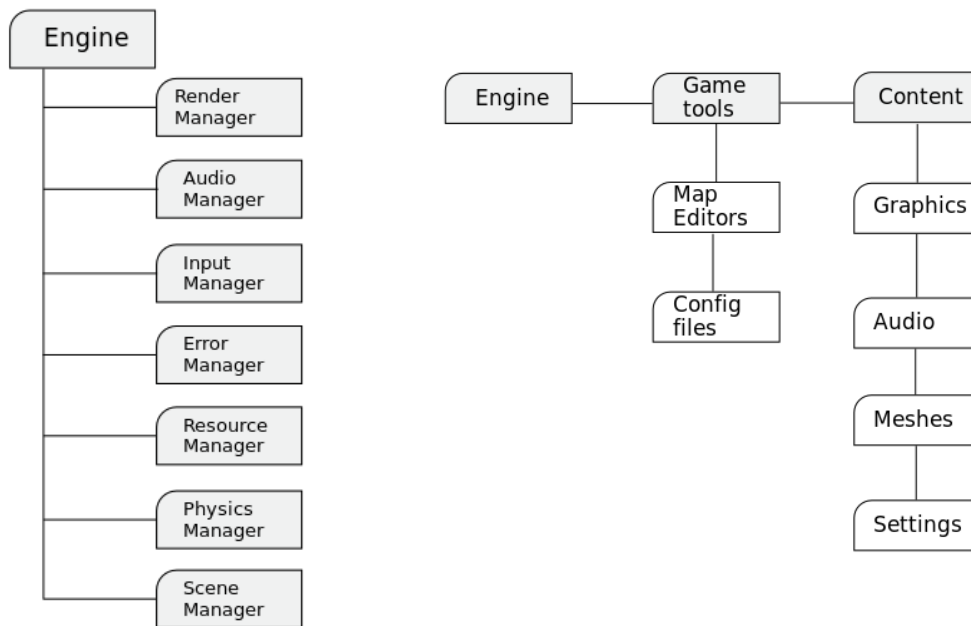 Engine
Render
Manager
Audio
Manager
Input
Manager
Error
Manager
Resource
Manager
Physics
Manager
Scene
Manager
Engine
Game
tools
Map
Editors
Config
files
Content
Graphics
Audio
Meshes
Settings